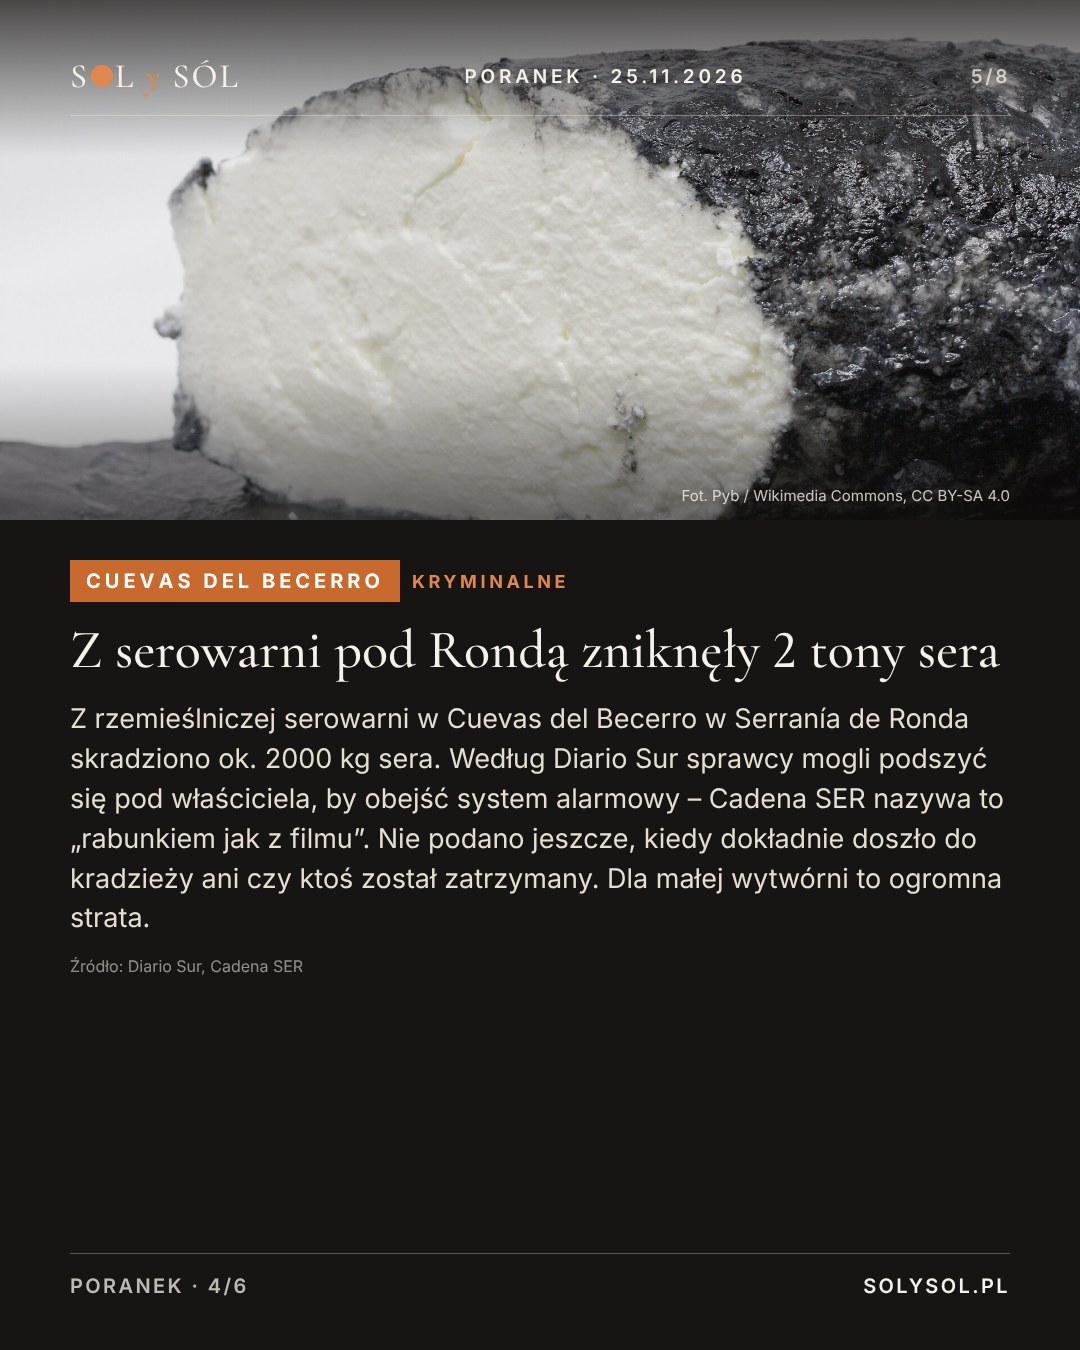 SOL y SÓL
PORANEK · 25.11.2026
5/8
Fot. Pyb / Wikimedia Commons, CC BY-SA 4.0
CUEVAS DEL BECERRO KRYMINALNE
Z serowarni pod Rondą zniknęły 2 tony sera
Z rzemieślniczej serowarni w Cuevas del Becerro w Serranía de Ronda
skradziono ok. 2000 kg sera. Według Diario Sur sprawcy mogli podszyć
się pod właściciela, by obejść system alarmowy – Cadena SER nazywa to
„rabunkiem jak z filmu”. Nie podano jeszcze, kiedy dokładnie doszło do
kradzieży ani czy ktoś został zatrzymany. Dla małej wytwórni to ogromna
strata.
Źródło: Diario Sur, Cadena SER
PORANEK · 4/6
SOLYSOL.PL